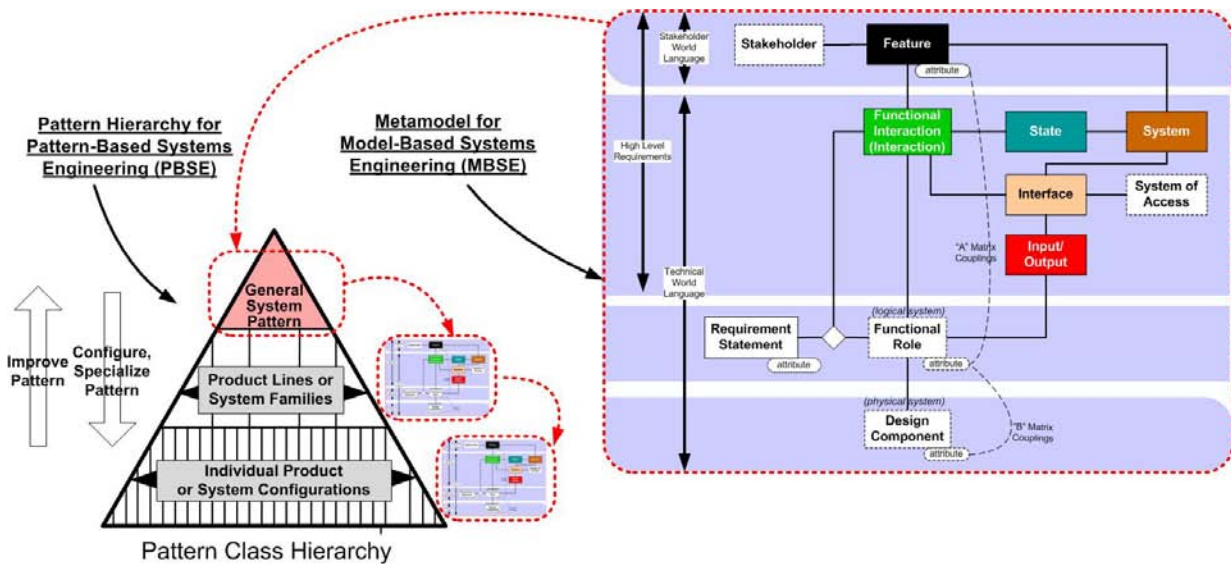 Pattern Hierarchy for
Pattern-Based Systems
Engineering (PBSE)
Metamodel for
Model-Based Systems
Engineering (MBSE)
General
System
Pattern
Improve
Pattern
Configure,
Specialize
Pattern
Product Lines or
System Families
Individual Product
or System Configurations
Pattern Class Hierarchy
Stakeholder
World
Language
High Level
Requirements
Technical
World
Language
Stakeholder
Feature
attribute
Functional
Interaction
(Interaction)
State
System
Interface
System of
Access
"A" Matrix
Couplings
Input/
Output
(logical system)
Requirement
Statement
attribute
Functional
Role
attribute
(physical system)
Design
Component
attribute
"B" Matrix
Couplings